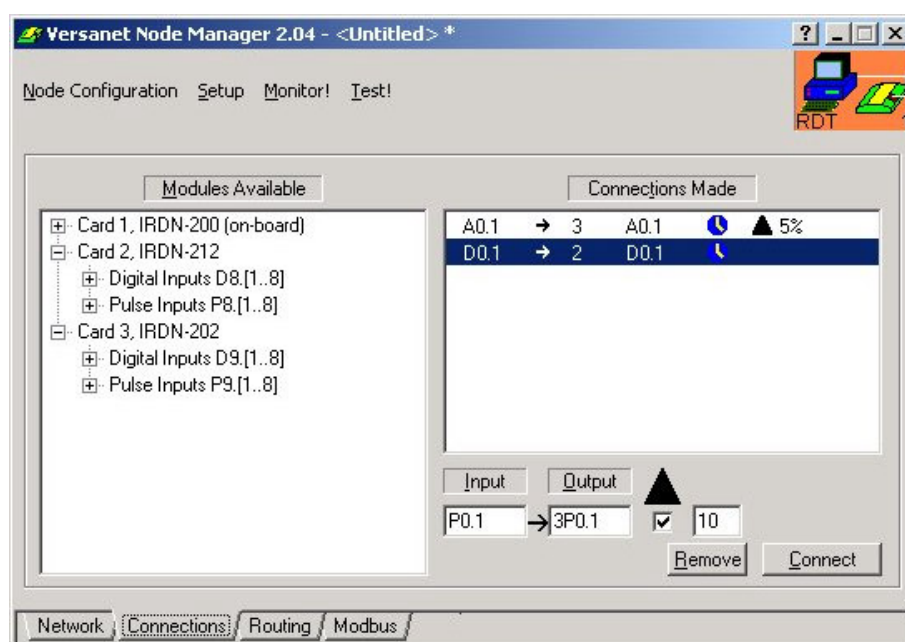 Versanet Node Manager 2.04 - <Untitled> *
Node Configuration Setup Monitor! Test!
RDT
Modules Available
Card 1, IRDN-200 (on-board)
Card 2, IRDN-212
Digital Inputs D8.[1..8]
Pulse Inputs P8.[1..8]
Card 3, IRDN-202
Digital Inputs D9.[1..8]
Pulse Inputs P9.[1..8]
Connections Made
A0.1 → 3 A0.1 5%
D0.1 → 2 D0.1
Input Output
P0.1 → 3P0.1 10
Remove Connect
Network Connections Routing Modbus